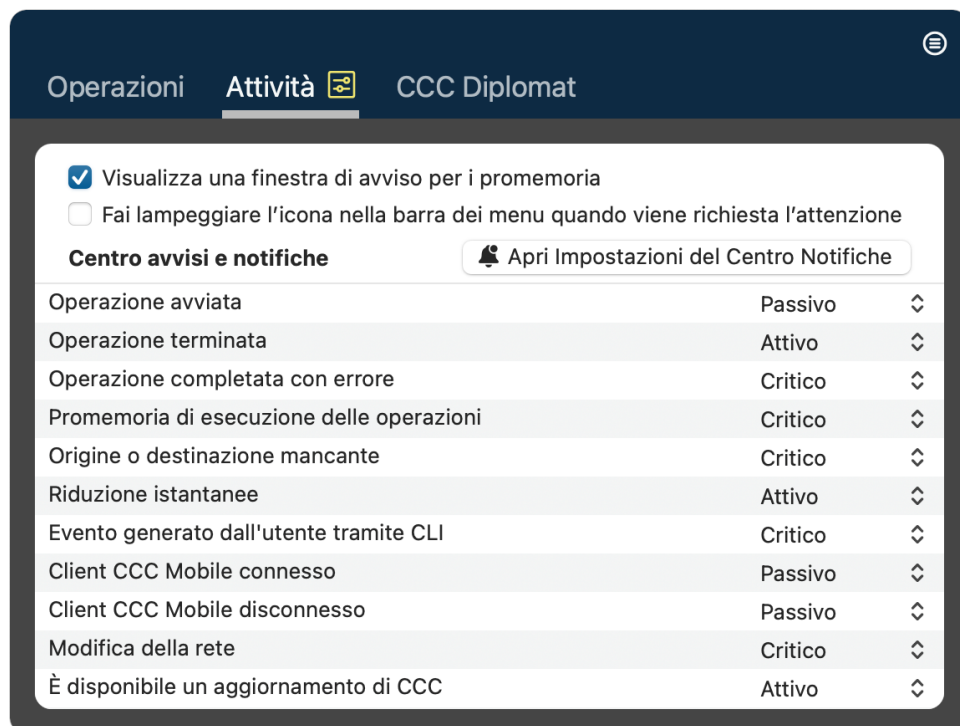 Operazioni Attività CCC Diplomat
Visualizza una finestra di avviso per i promemoria
Fai lampeggiare l'icona nella barra dei menu quando viene richiesta l'attenzione
Centro avvisi e notifiche Apri Impostazioni del Centro Notifiche
Operazione avviata Passivo
Operazione terminata Attivo
Operazione completata con errore Critico
Promemoria di esecuzione delle operazioni Critico
Origine o destinazione mancante Critico
Riduzione istantanee Attivo
Evento generato dall'utente tramite CLI Critico
Client CCC Mobile connesso Passivo
Client CCC Mobile disconnesso Passivo
Modifica della rete Critico
È disponibile un aggiornamento di CCC Attivo